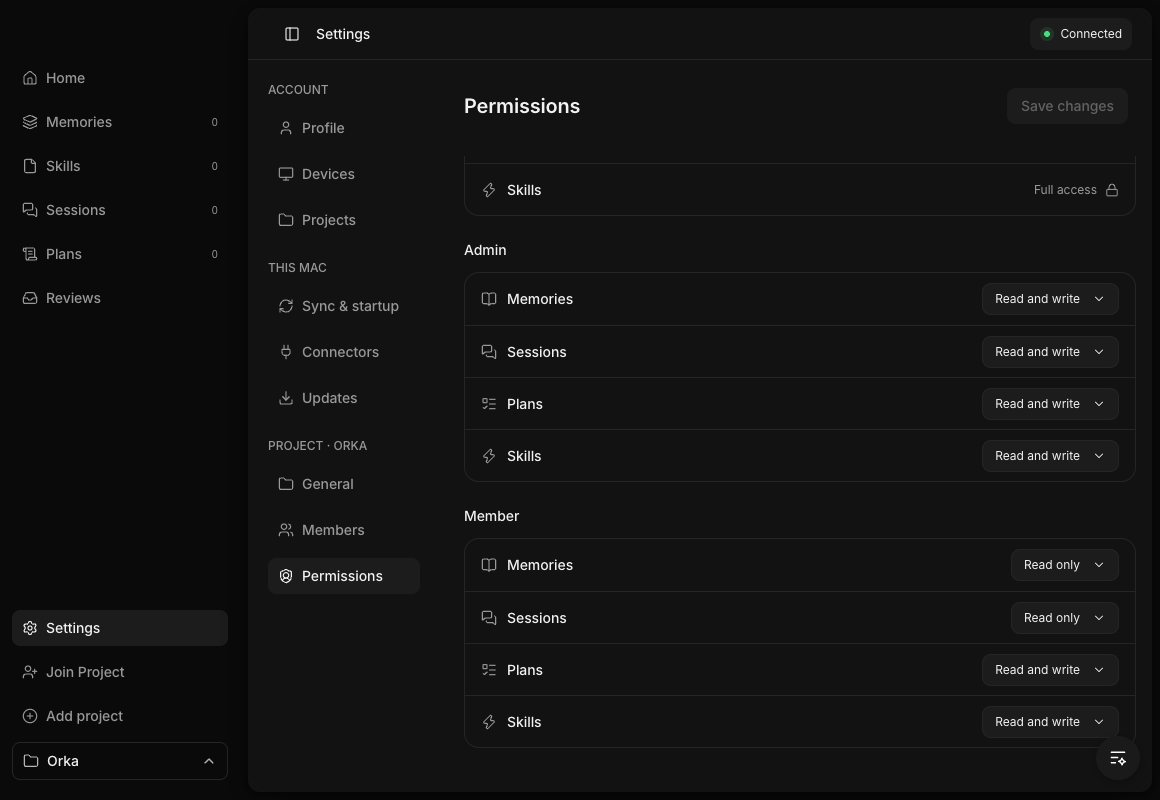 Home
Memories 0
Skills 0
Sessions 0
Plans 0
Reviews
Settings
Join Project
Add project
Orka
Settings
Connected
ACCOUNT
Profile
Devices
Projects
THIS MAC
Sync & startup
Connectors
Updates
PROJECT · ORKA
General
Members
Permissions
Permissions
Save changes
Skills Full access
Admin
Memories Read and write
Sessions Read and write
Plans Read and write
Skills Read and write
Member
Memories Read only
Sessions Read only
Plans Read and write
Skills Read and write